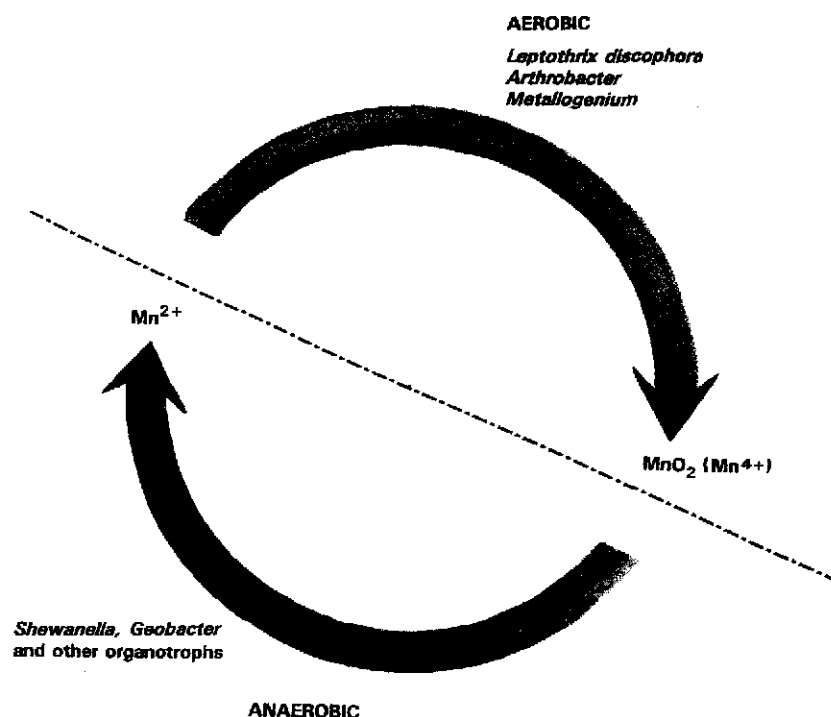 AEROBIC
Leptothrix discophora
Arthrobacter
Metallogenium
Mn²⁺
MnO₂ (Mn⁴⁺)
Shewanella, Geobacter
and other organotrophs
ANAEROBIC